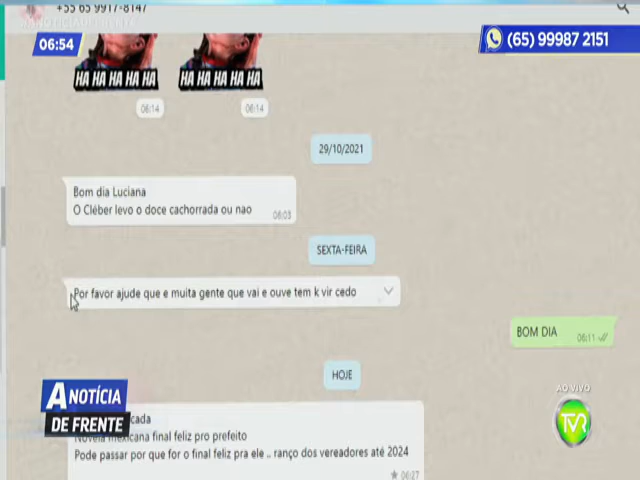 +55 65 9917-8147
06:54
(65) 99987 2151
HA HA HA HA HA
HA HA HA HA HA
06:14
06:14
29/10/2021
Bom dia Luciana
O Cléber levo o doce cachorrada ou nao
06:03
SEXTA-FEIRA
Por favor ajude que e muita gente que vai e ouve tem k vir cedo
BOM DIA
06:11
HOJE
A NOTÍCIA
DE FRENTE
Novela mexicana final feliz pro prefeito
Pode passar por que for o final feliz pra ele .. ranço dos vereadores até 2024
06:27
AO VIVO
TVR